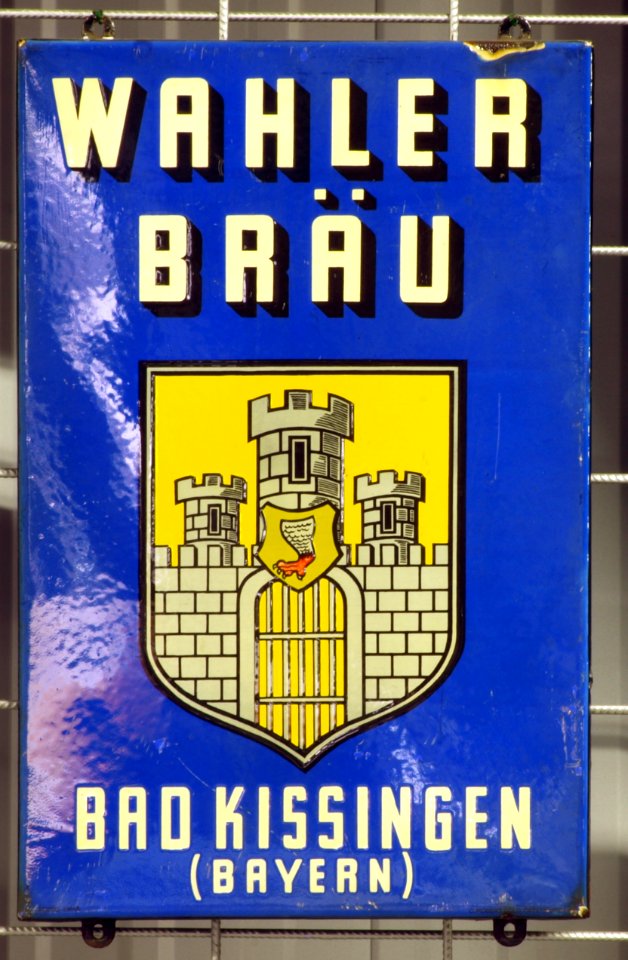 WAHLER
BRÄU
BAD KISSINGEN
(BAYERN)